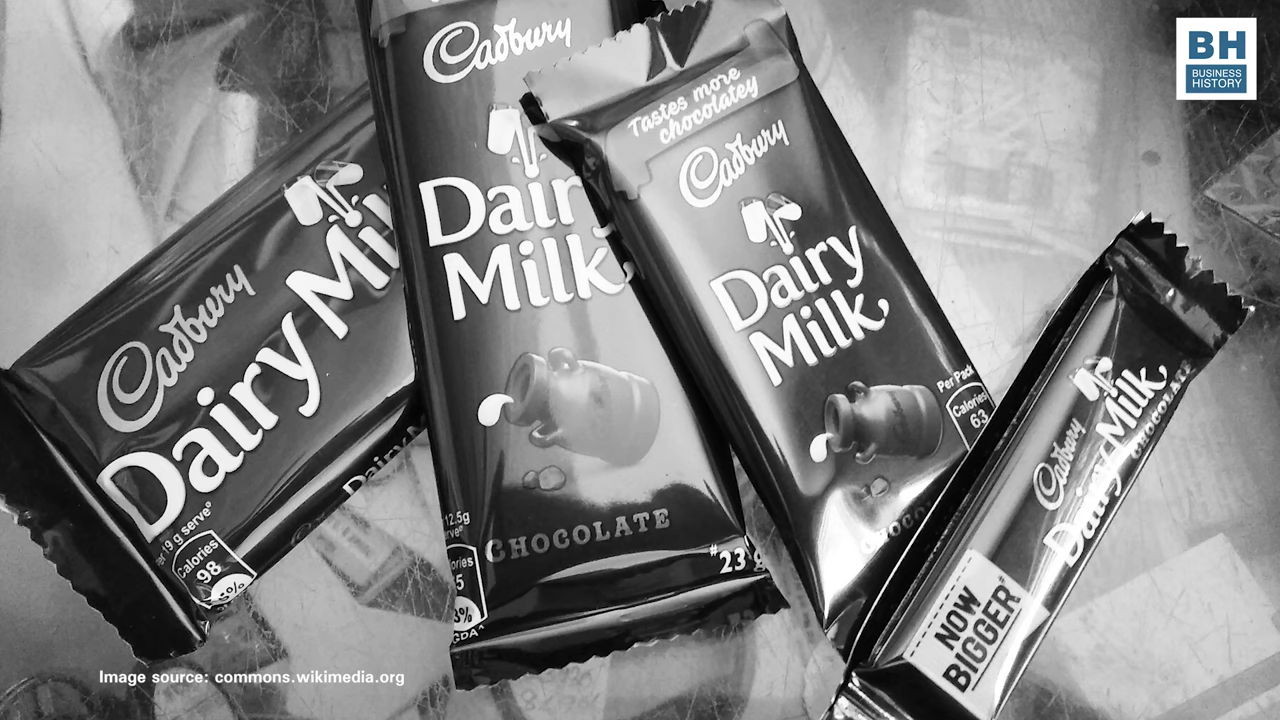 BH
BUSINESS
HISTORY
Cadbury
Dairy Mil
per 19 g serve
Calories
98
Cadbury
Dairy
Milk
CHOCOLATE
12.5g
#23 g
GDA^
Tastes more
chocolatey
Cadbury
Dairy
Milk
Per Pack
Calories
63
Cadbury
Dairy Milk
CHOCOLATE
NOW
BIGGER#
Image source: commons.wikimedia.org